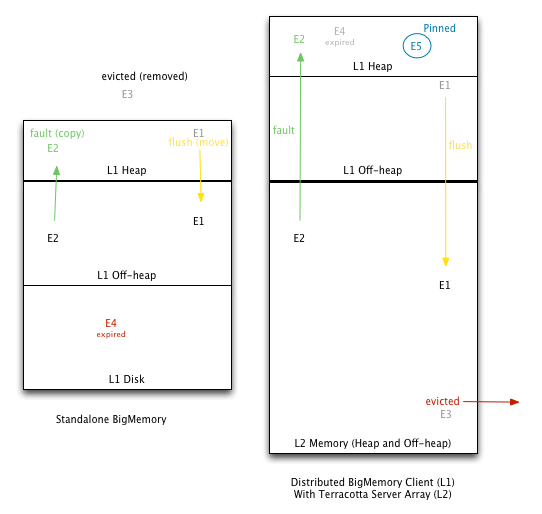 evicted (removed)
E3
fault (copy)
E2
E1
flush (move)
L1 Heap
E2
E1
L1 Off-heap
E4
expired
L1 Disk
Standalone BigMemory
E2
E4
expired
Pinned
E5
L1 Heap
E1
fault
flush
L1 Off-heap
E2
E1
evicted
E3
L2 Memory (Heap and Off-heap)
Distributed BigMemory Client (L1)
With Terracotta Server Array (L2)